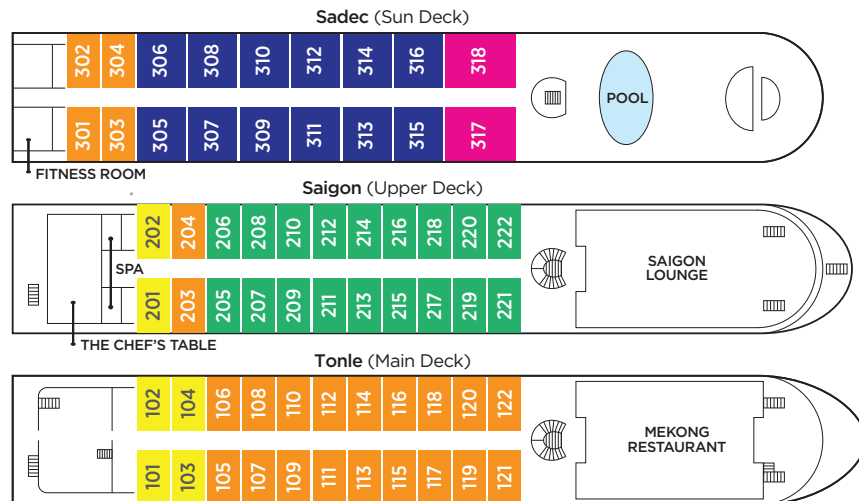 Sadec (Sun Deck)
302 304 306 308 310 312 314 316 318
POOL
301 303 305 307 309 311 313 315 317
FITNESS ROOM
Saigon (Upper Deck)
202 204 206 208 210 212 214 216 218 220 222
SPA
SAIGON
LOUNGE
201 203 205 207 209 211 213 215 217 219 221
THE CHEF'S TABLE
Tonle (Main Deck)
102 104 106 108 110 112 114 116 118 120 122
MEKONG
RESTAURANT
101 103 105 107 109 111 113 115 117 119 121